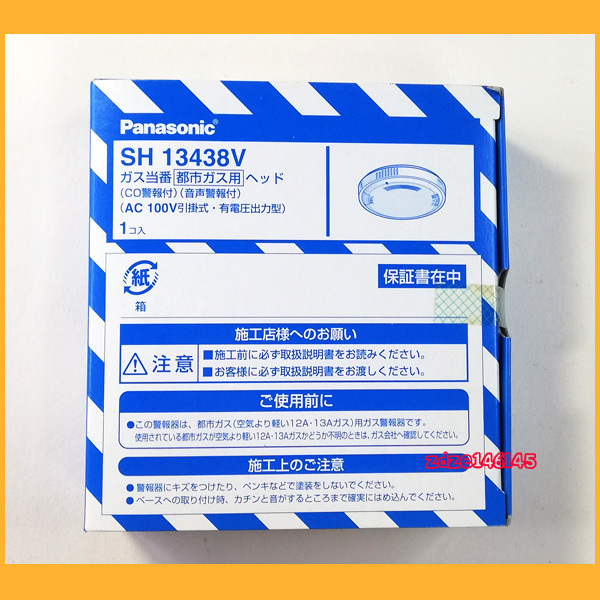 Panasonic
SH 13438V
ガス当番 都市ガス用 ヘッド
(CO警報付)(音声警報付)
(AC 100V引掛式・有電圧出力型)
1コ入
紙
箱
保証書在中
施工店様へのお願い
注意
■施工前に必ず取扱説明書をお読みください。
■お客様に必ず取扱説明書をお渡しください。
ご使用前に
●この警報器は、都市ガス(空気より軽い12A・13Aガス)用ガス警報器です。
使用されている都市ガスが空気より軽い12A・13Aガスかどうか不明のときは、ガス会社へ確認してください。
施工上のご注意
●警報器にキズをつけたり、ペンキなどで塗装をしないでください。
●ベースへの取り付け時、カチンと音がするところまで確実にはめ込んでください。
zdzc146145